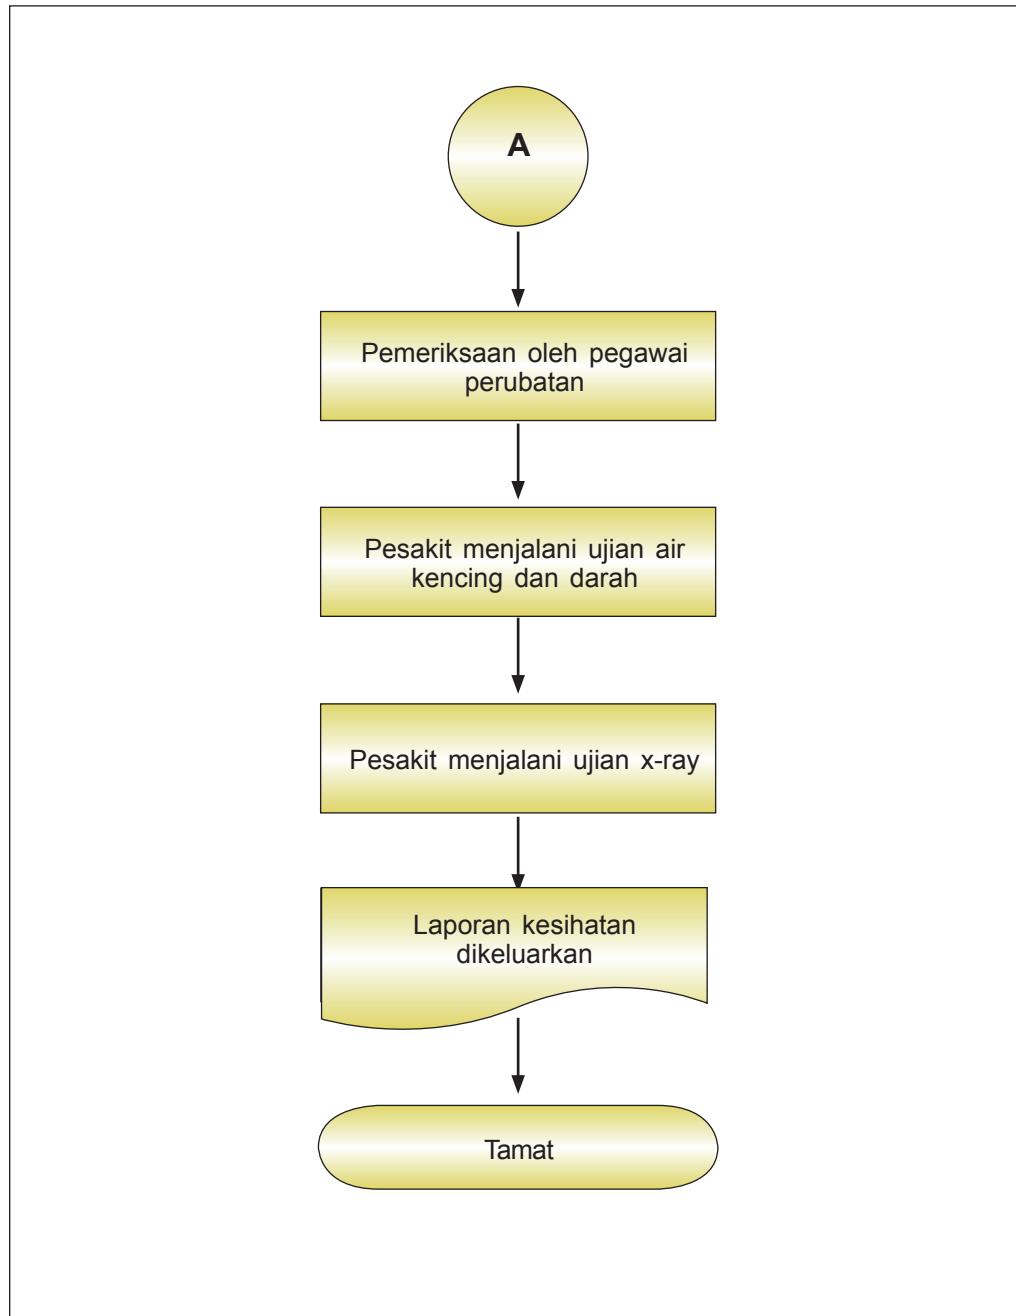 A
Pemeriksaan oleh pegawai
perubatan
Pesakit menjalani ujian air
kencing dan darah
Pesakit menjalani ujian x-ray
Laporan kesihatan
dikeluarkan
Tamat